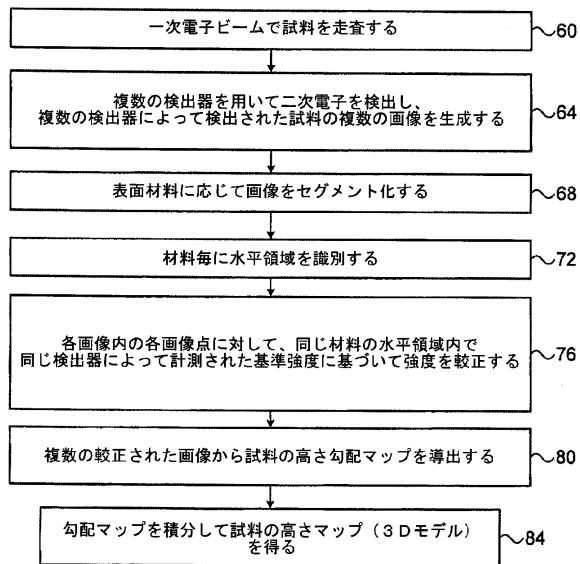 一次電子ビームで試料を走査する
60
複数の検出器を用いて二次電子を検出し、
複数の検出器によって検出された試料の複数の画像を生成する
64
表面材料に応じて画像をセグメント化する
68
材料毎に水平領域を識別する
72
各画像内の各画像点に対して、同じ材料の水平領域内で
同じ検出器によって計測された基準強度に基づいて強度を較正する
76
複数の較正された画像から試料の高さ勾配マップを導出する
80
勾配マップを積分して試料の高さマップ（３Ｄモデル）
を得る
84